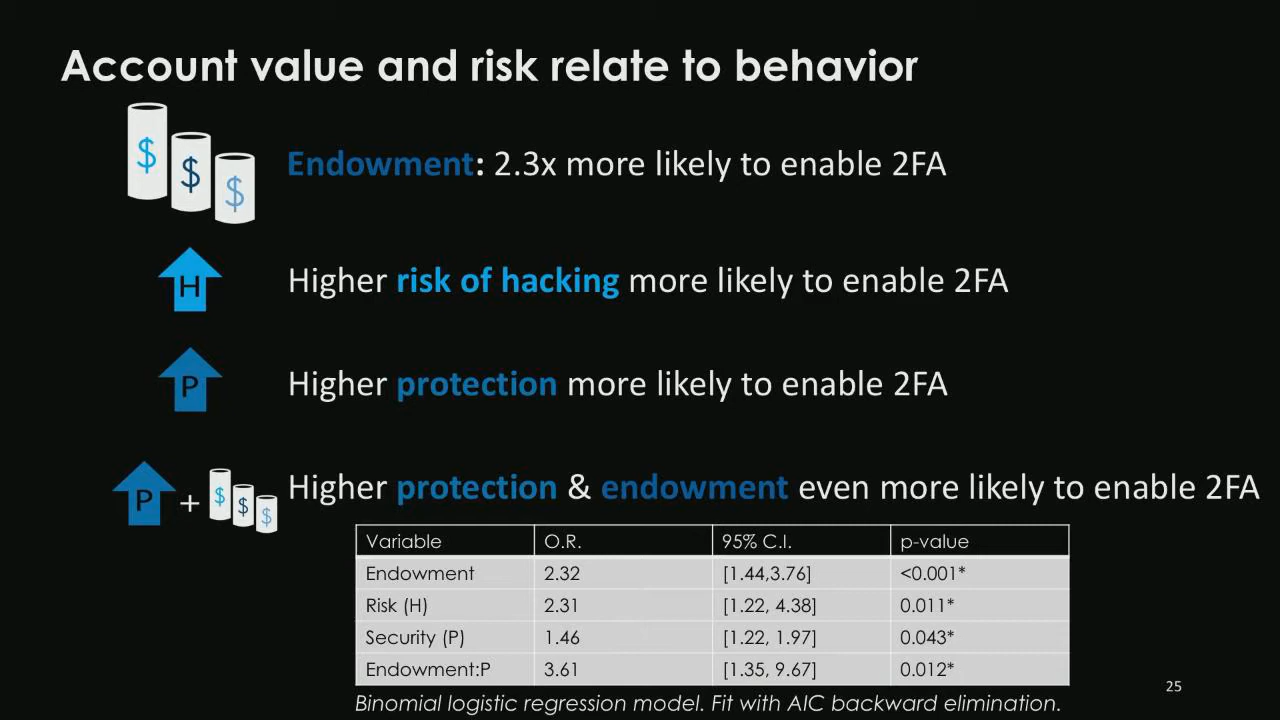 Account value and risk relate to behavior
$ $ $
Endowment: 2.3x more likely to enable 2FA
H
Higher risk of hacking more likely to enable 2FA
P
Higher protection more likely to enable 2FA
P + $ $ $
Higher protection & endowment even more likely to enable 2FA
Variable O.R. 95% C.I. p-value
Endowment 2.32 [1.44,3.76] <0.001*
Risk (H) 2.31 [1.22, 4.38] 0.011*
Security (P) 1.46 [1.22, 1.97] 0.043*
Endowment:P 3.61 [1.35, 9.67] 0.012*
Binomial logistic regression model. Fit with AIC backward elimination.
25